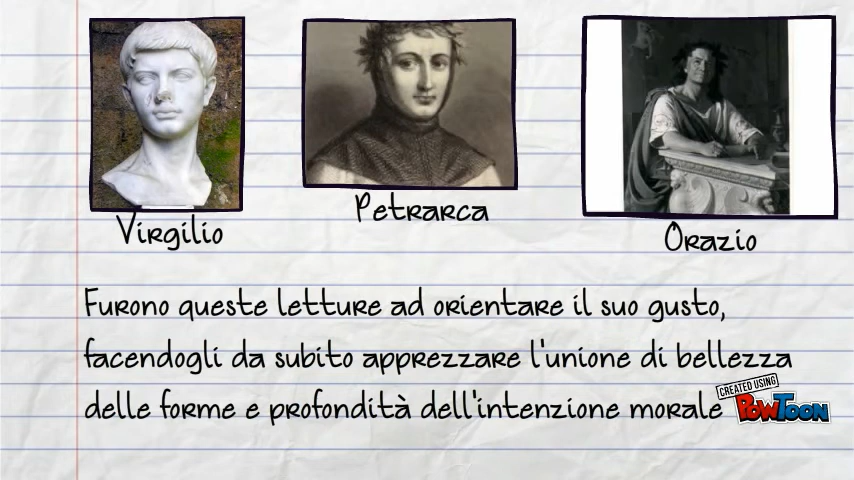 Virgilio
Petrarca
Orazio
Furono queste letture ad orientare il suo gusto,
facendogli da subito apprezzare l'unione di bellezza
delle forme e profondità dell'intenzione morale
CREATED USING
PowToon